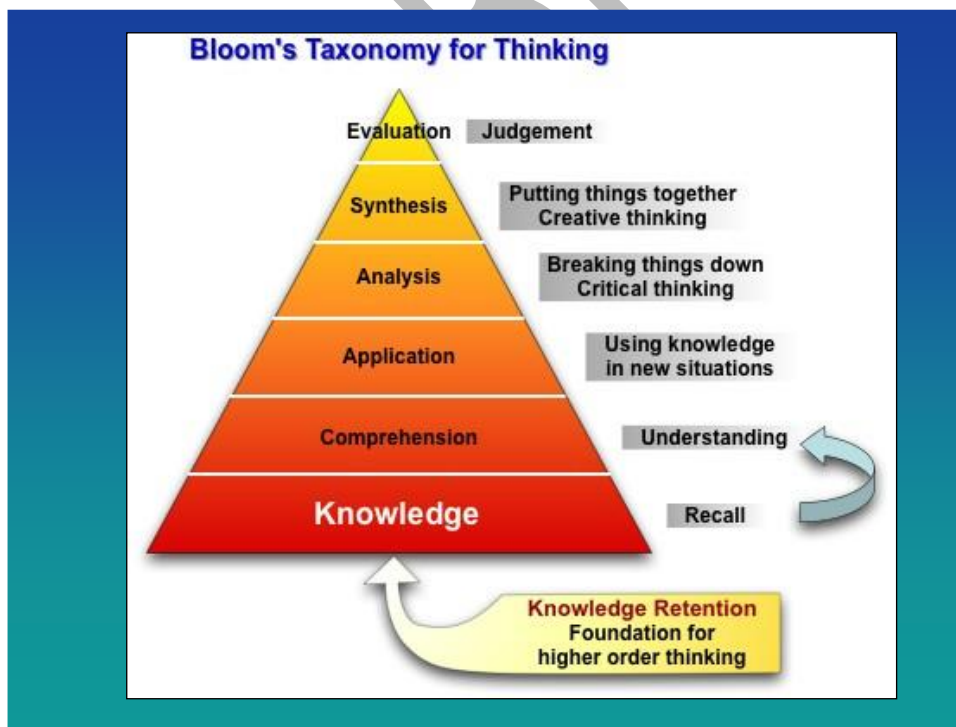 Bloom's Taxonomy for Thinking
Evaluation Judgement
Synthesis
Putting things together
Creative thinking
Analysis
Breaking things down
Critical thinking
Application
Using knowledge
in new situations
Comprehension Understanding
Knowledge Recall
Knowledge Retention
Foundation for
higher order thinking